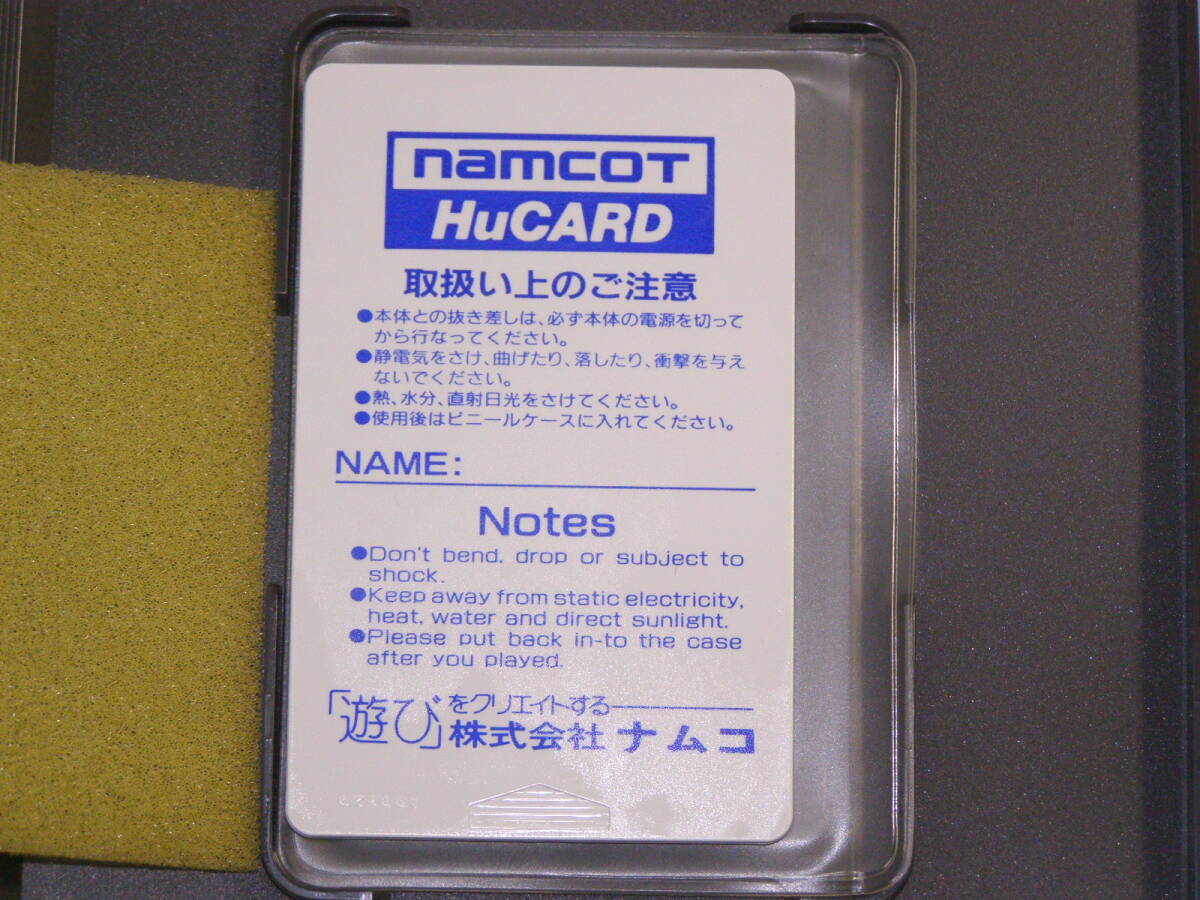 namcoT
HuCARD
取扱い上のご注意
●本体との抜き差しは、必ず本体の電源を切って
から行なってください。
●静電気をさけ、曲げたり、落したり、衝撃を与え
ないでください。
●熱、水分、直射日光をさけてください。
●使用後はビニールケースに入れてください。
NAME:
Notes
●Don't bend, drop or subject to
shock.
●Keep away from static electricity,
heat, water and direct sunlight.
●Please put back in-to the case
after you played.
「遊び」をクリエイトする
株式会社ナムコ